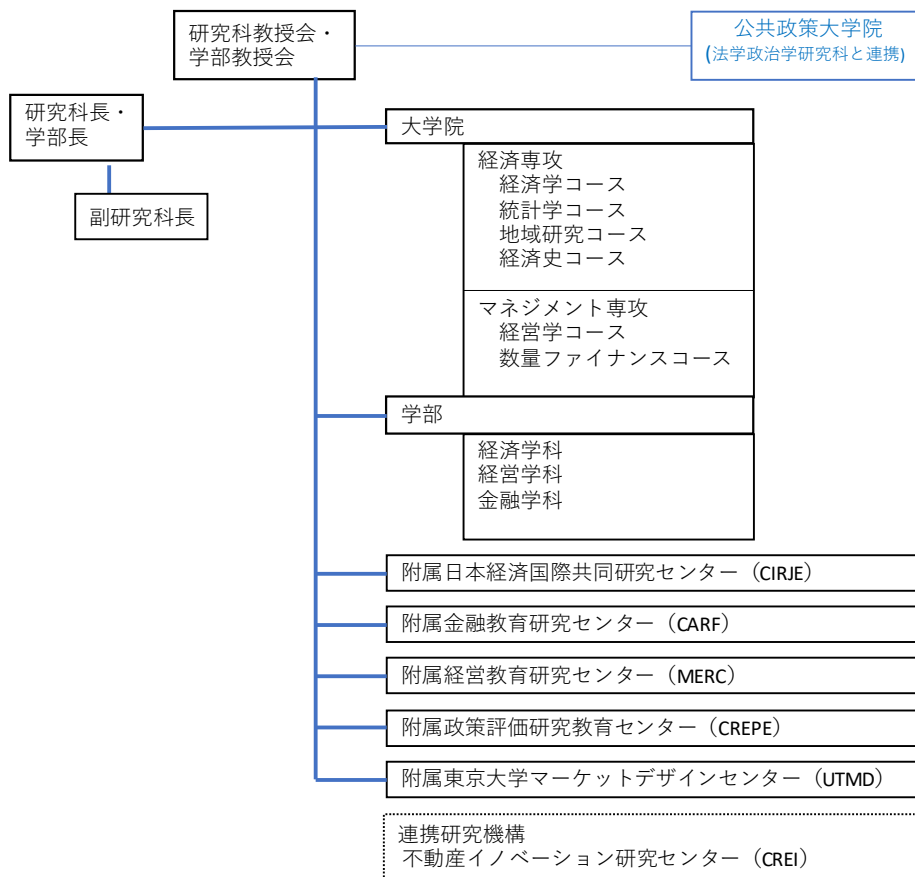 研究科教授会・
学部教授会
公共政策大学院
(法学政治学研究科と連携)
研究科長・
学部長
副研究科長
大学院
経済専攻
経済学コース
統計学コース
地域研究コース
経済史コース
マネジメント専攻
経営学コース
数量ファイナンスコース
学部
経済学科
経営学科
金融学科
附属日本経済国際共同研究センター（CIRJE）
附属金融教育研究センター（CARF）
附属経営教育研究センター（MERC）
附属政策評価研究教育センター（CREPE）
附属東京大学マーケットデザインセンター（UTMD）
連携研究機構
不動産イノベーション研究センター（CREI）